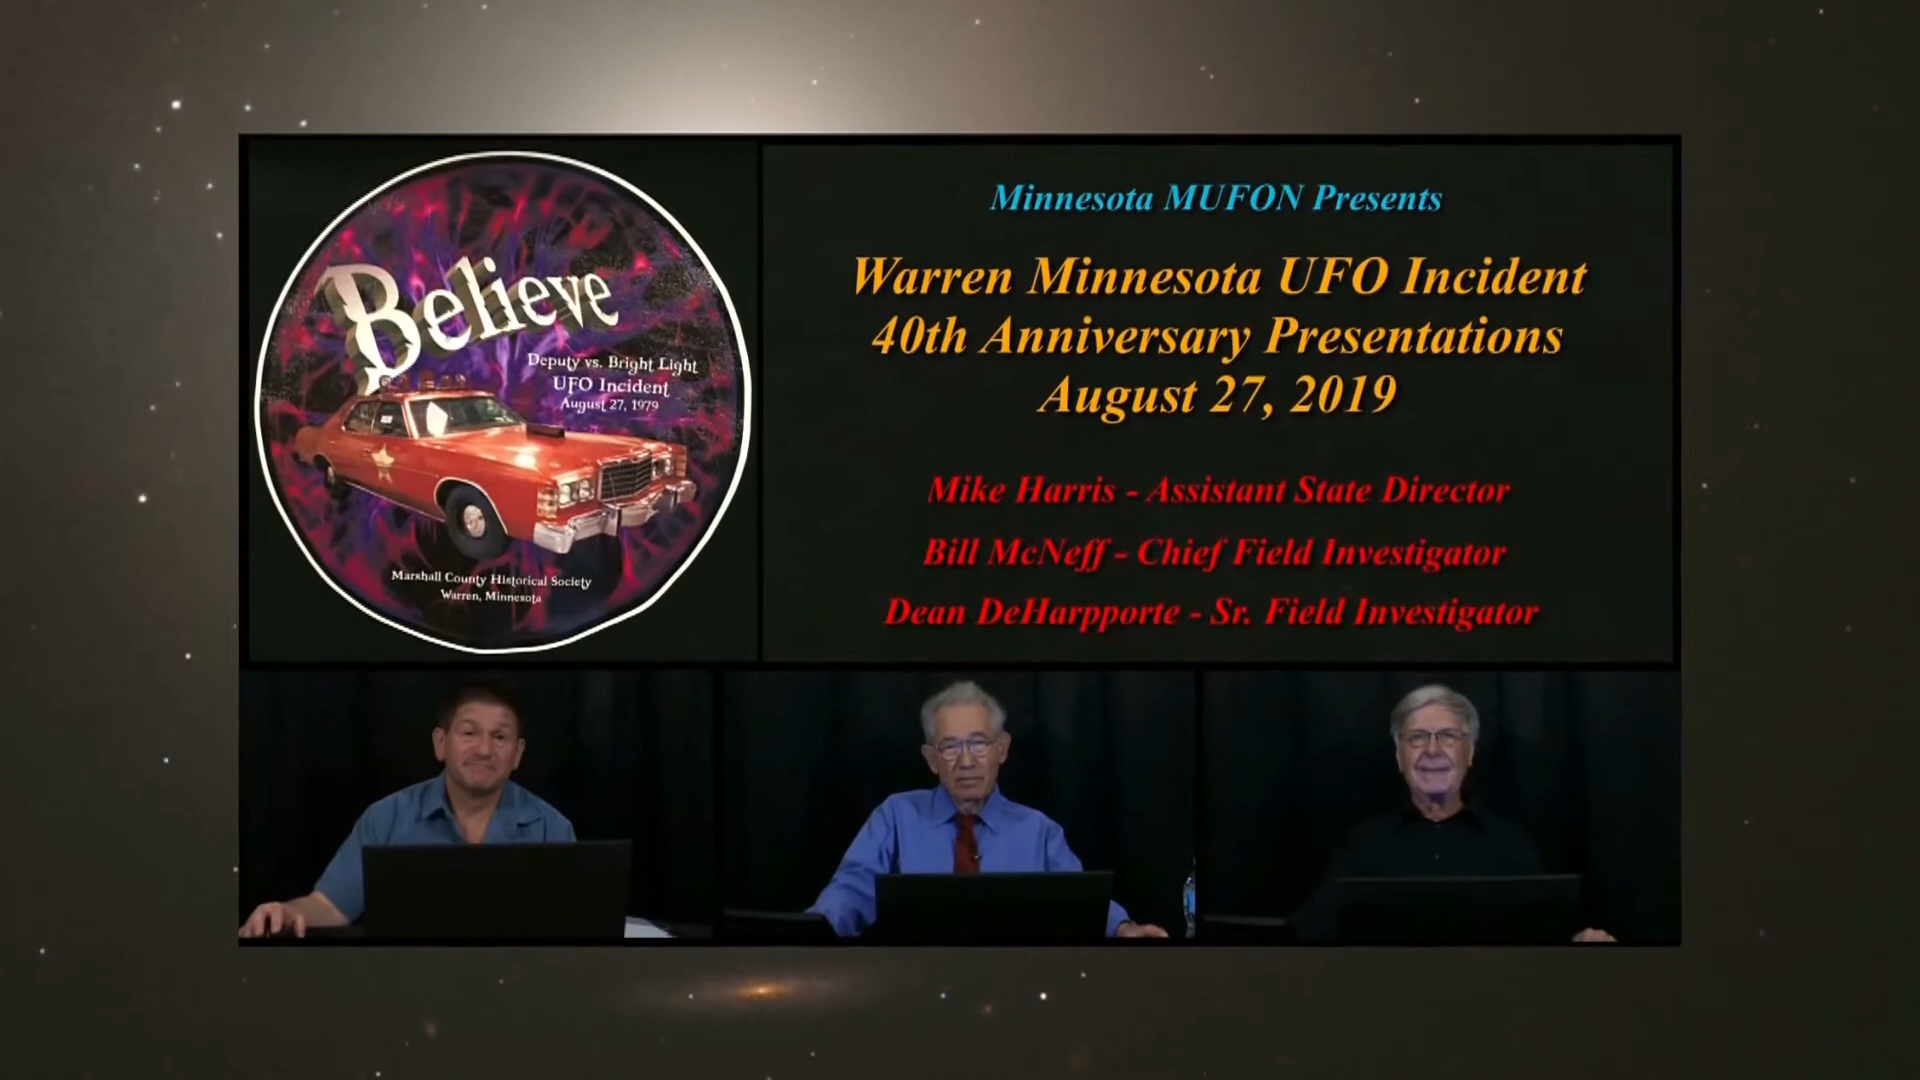 Believe
Deputy vs. Bright Light
UFO Incident
August 27, 1979
Marshall County Historical Society
Warren, Minnesota
Minnesota MUFON Presents
Warren Minnesota UFO Incident
40th Anniversary Presentations
August 27, 2019
Mike Harris - Assistant State Director
Bill McNeff - Chief Field Investigator
Dean DeHarpporte - Sr. Field Investigator